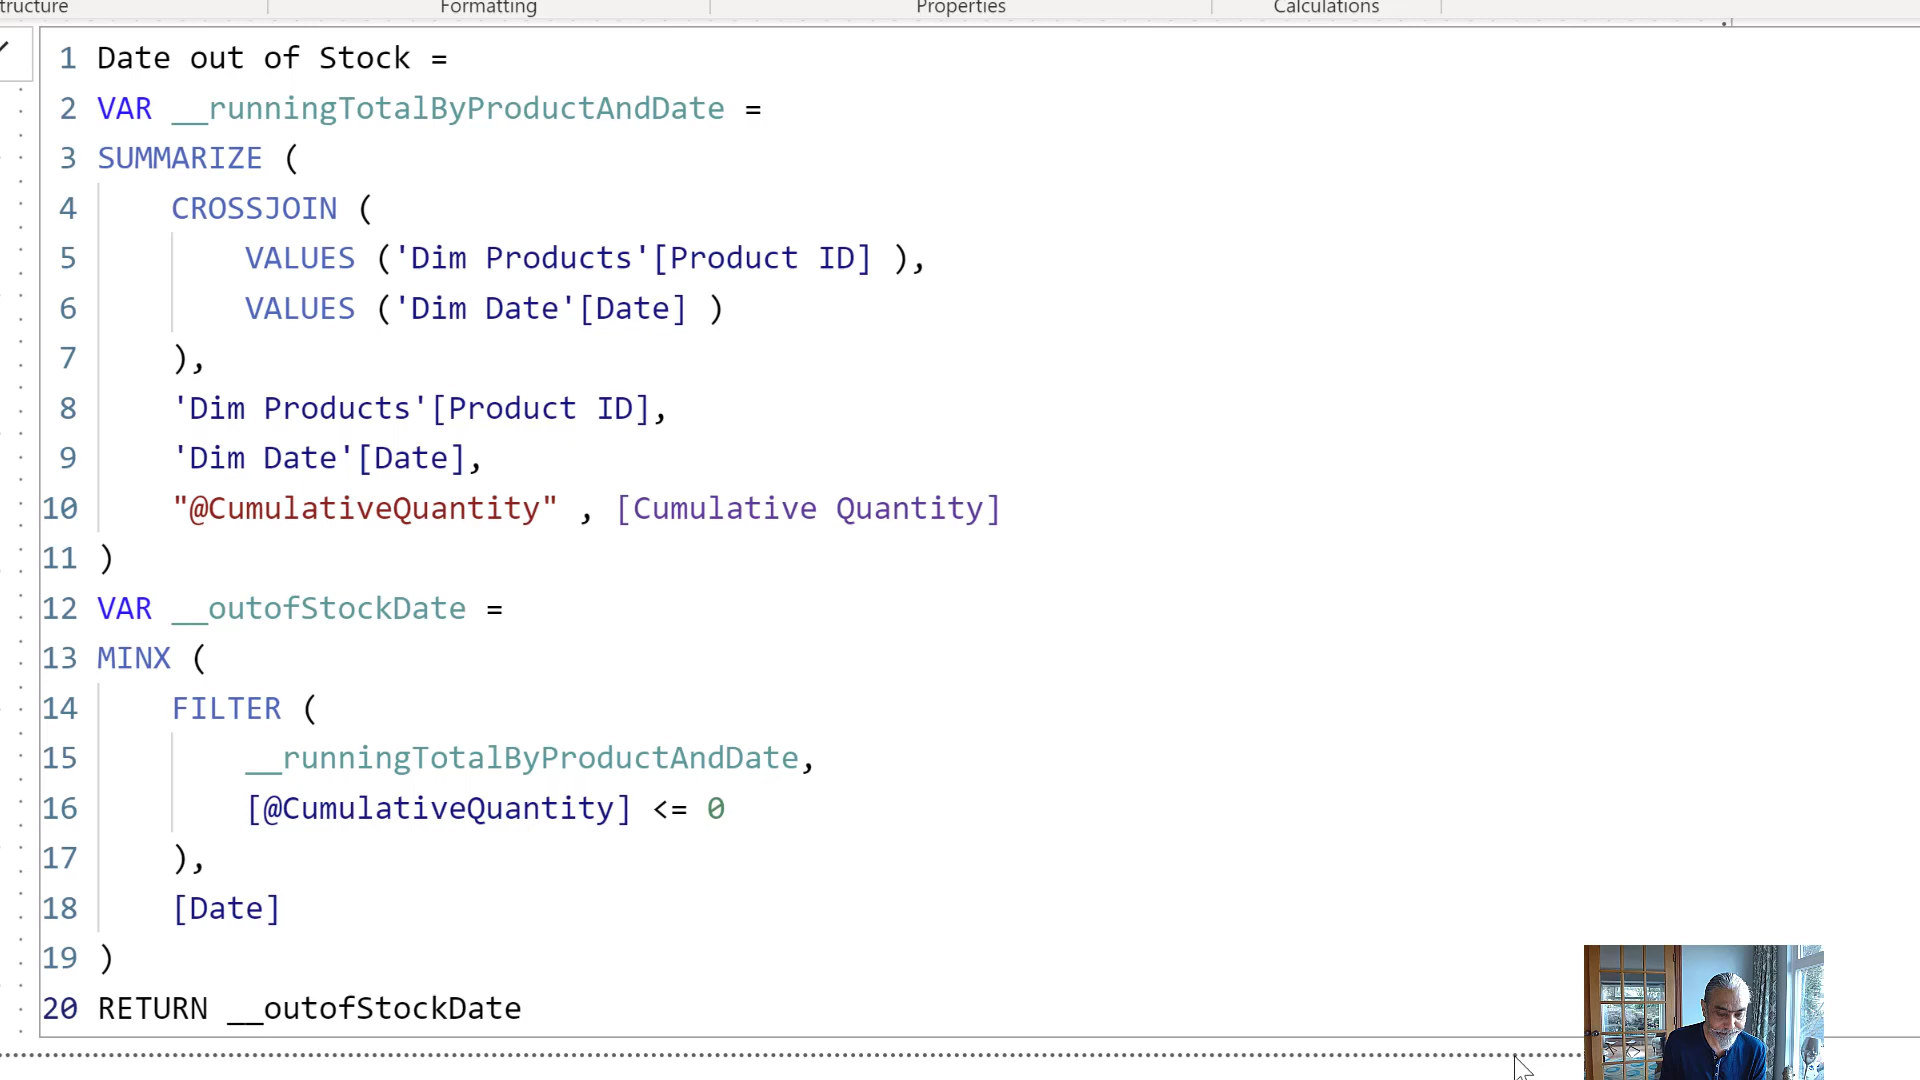 Formatting
Properties
Calculations
1 Date out of Stock =
2 VAR __runningTotalByProductAndDate =
3 SUMMARIZE (
4 CROSSJOIN (
5 VALUES ('Dim Products'[Product ID] ),
6 VALUES ('Dim Date'[Date] )
7 ),
8 'Dim Products'[Product ID],
9 'Dim Date'[Date],
10 "@CumulativeQuantity" , [Cumulative Quantity]
11 )
12 VAR __outofStockDate =
13 MINX (
14 FILTER (
15 __runningTotalByProductAndDate,
16 [@CumulativeQuantity] <= 0
17 ),
18 [Date]
19 )
20 RETURN __outofStockDate